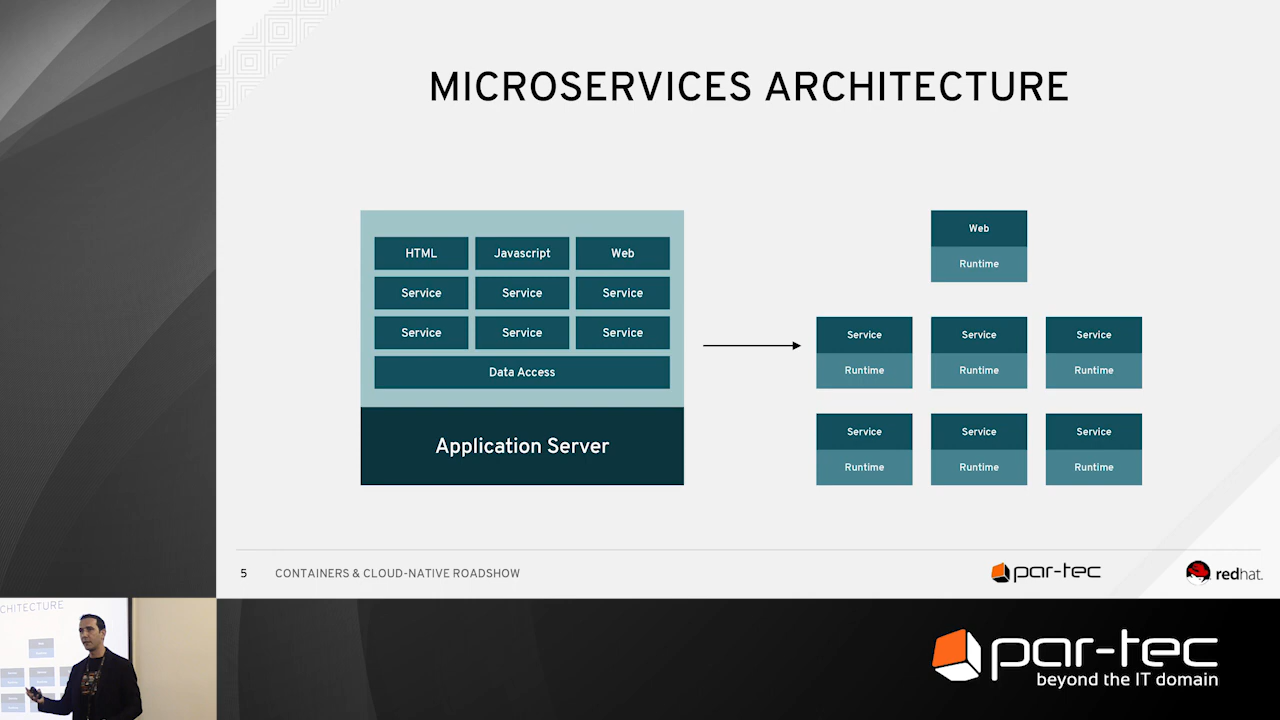 MICROSERVICES ARCHITECTURE
HTML Javascript Web
Service Service Service
Service Service Service
Data Access
Application Server
Web
Runtime
Service Service Service
Runtime Runtime Runtime
Service Service Service
Runtime Runtime Runtime
5 CONTAINERS & CLOUD-NATIVE ROADSHOW
par-tec
redhat.
CHITECTURE
par-tec
beyond the IT domain